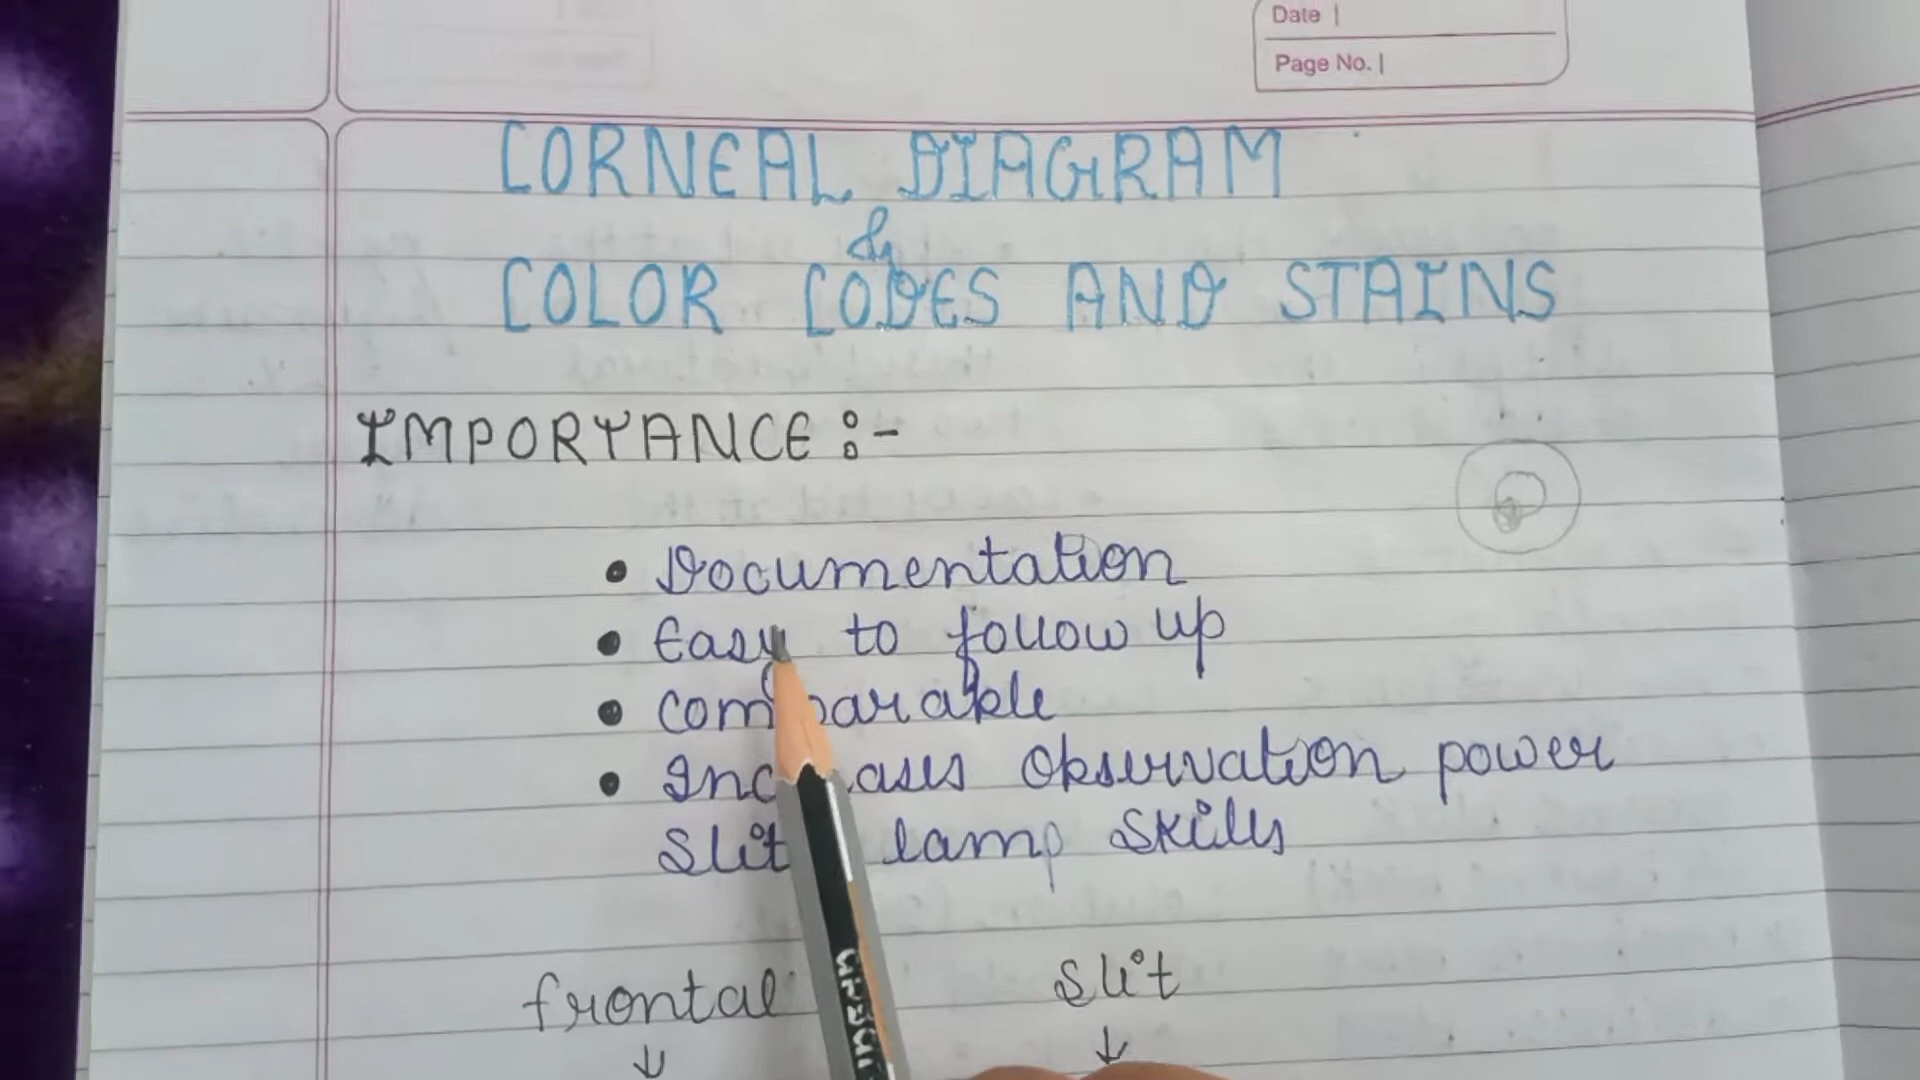 Date
Page No.
CORNEAL DIAGRAM
&
COLOR CODES AND STAINS
IMPORTANCE :-
• Documentation
• Easy to follow up
• Comparable
• Increases Observation power
Slit lamp Skills
frontal Slit
↓ ↓
apsara